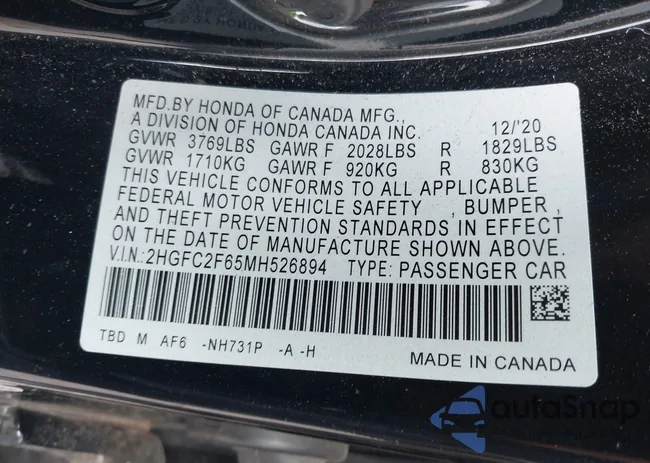 MFD.BY HONDA OF CANADA MFG.,
A DIVISION OF HONDA CANADA INC. 12/'20
GVWR 3769LBS GAWR F 2028LBS R 1829LBS
GVWR 1710KG GAWR F 920KG R 830KG
THIS VEHICLE CONFORMS TO ALL APPLICABLE
FEDERAL MOTOR VEHICLE SAFETY , BUMPER,
AND THEFT PREVENTION STANDARDS IN EFFECT
ON THE DATE OF MANUFACTURE SHOWN ABOVE.
V.I.N.: 2HGFC2F65MH526894 TYPE: PASSENGER CAR
TBD M AF6 -NH731P -A -H
MADE IN CANADA
autoSnap